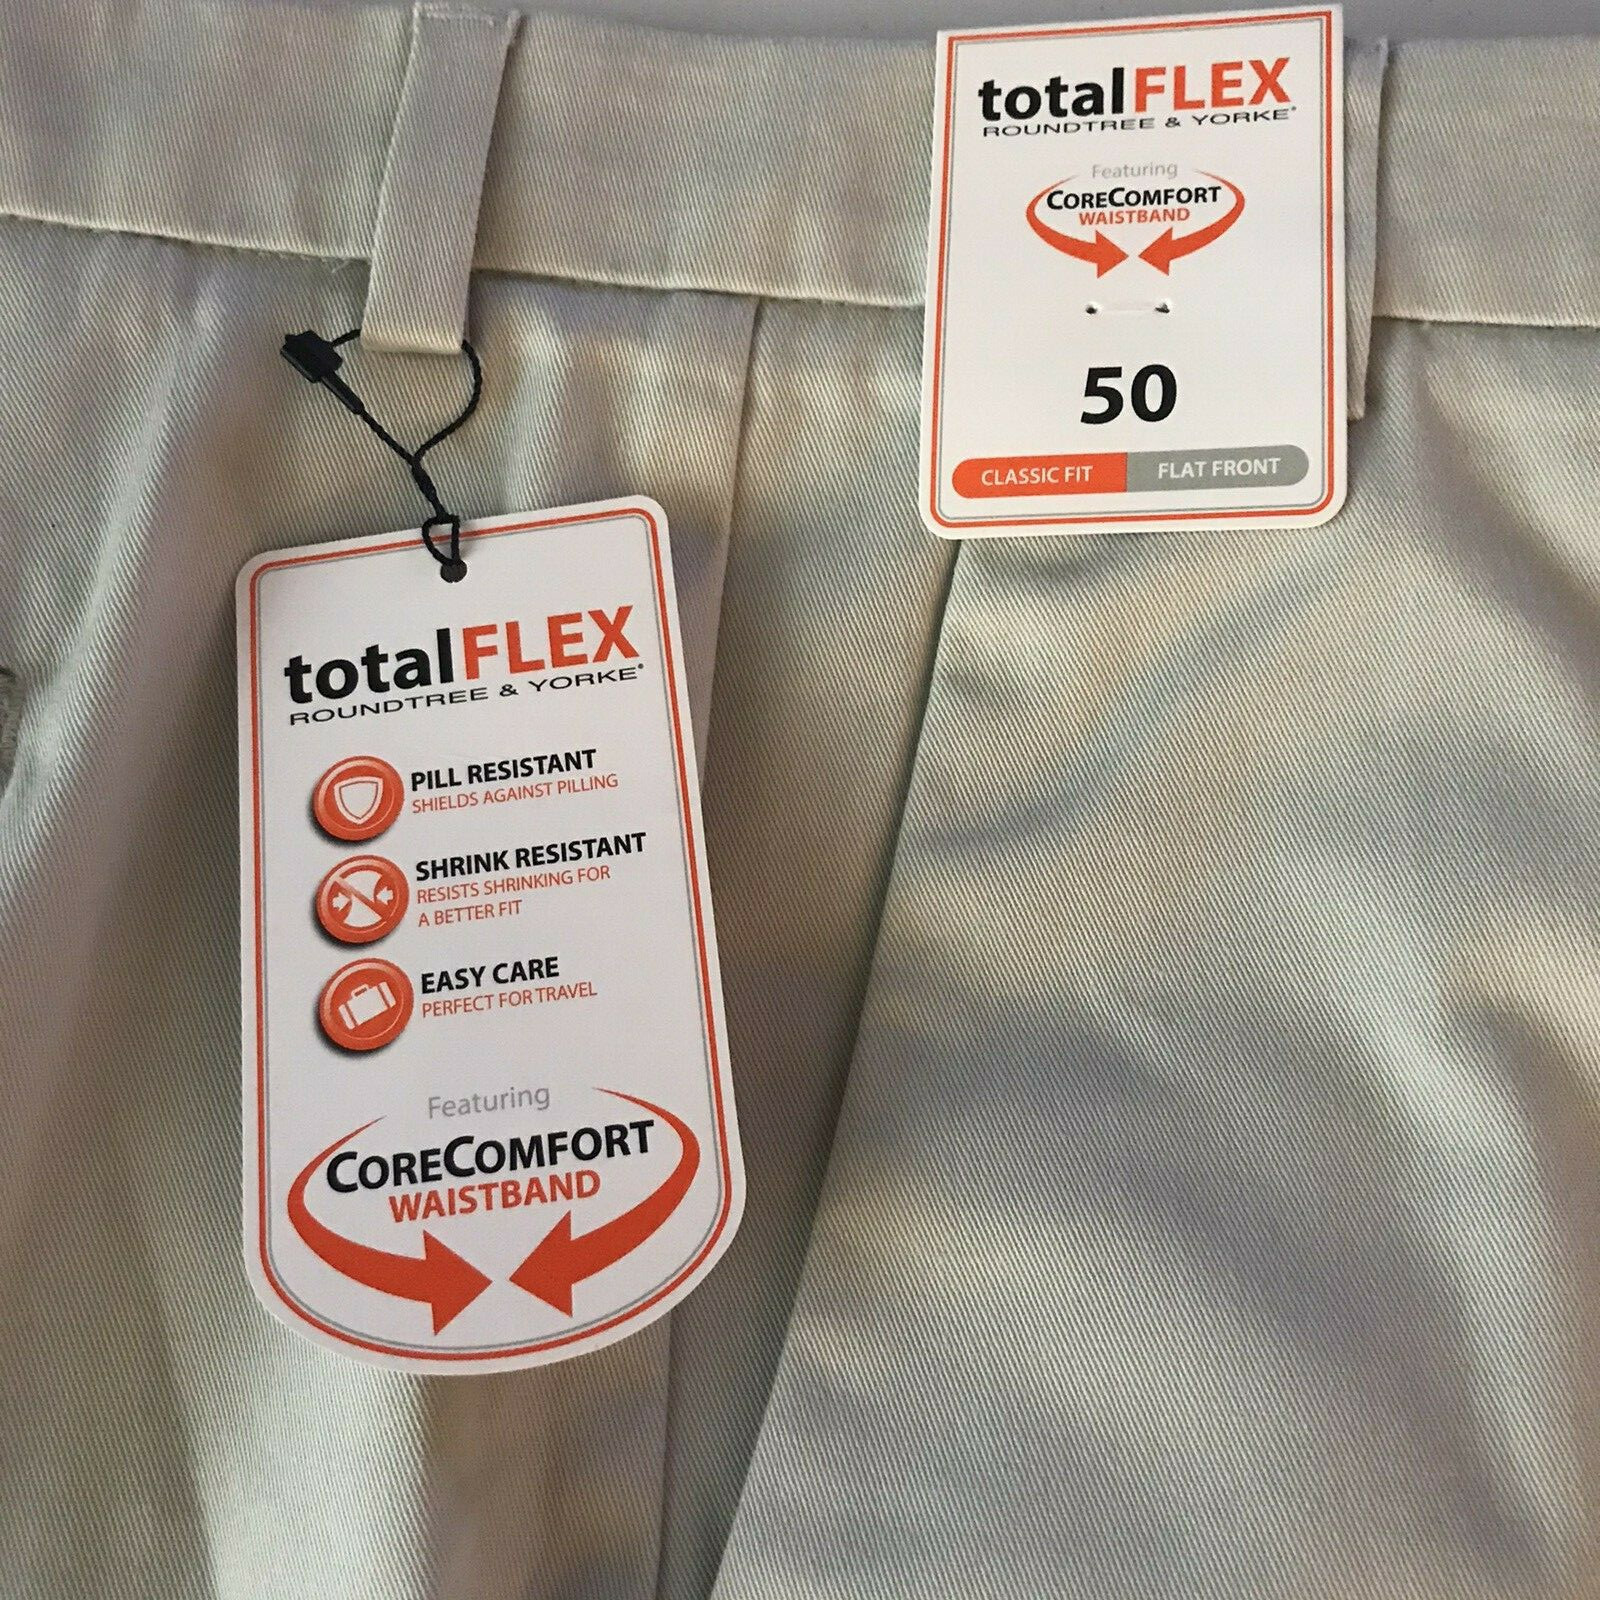 totalFLEX
ROUNDTREE & YORKE®
Featuring
CORECOMFORT
WAISTBAND
50
CLASSIC FIT
FLAT FRONT
totalFLEX
ROUNDTREE & YORKE®
PILL RESISTANT
SHIELDS AGAINST PILLING
SHRINK RESISTANT
RESISTS SHRINKING FOR
A BETTER FIT
EASY CARE
PERFECT FOR TRAVEL
Featuring
CORECOMFORT
WAISTBAND